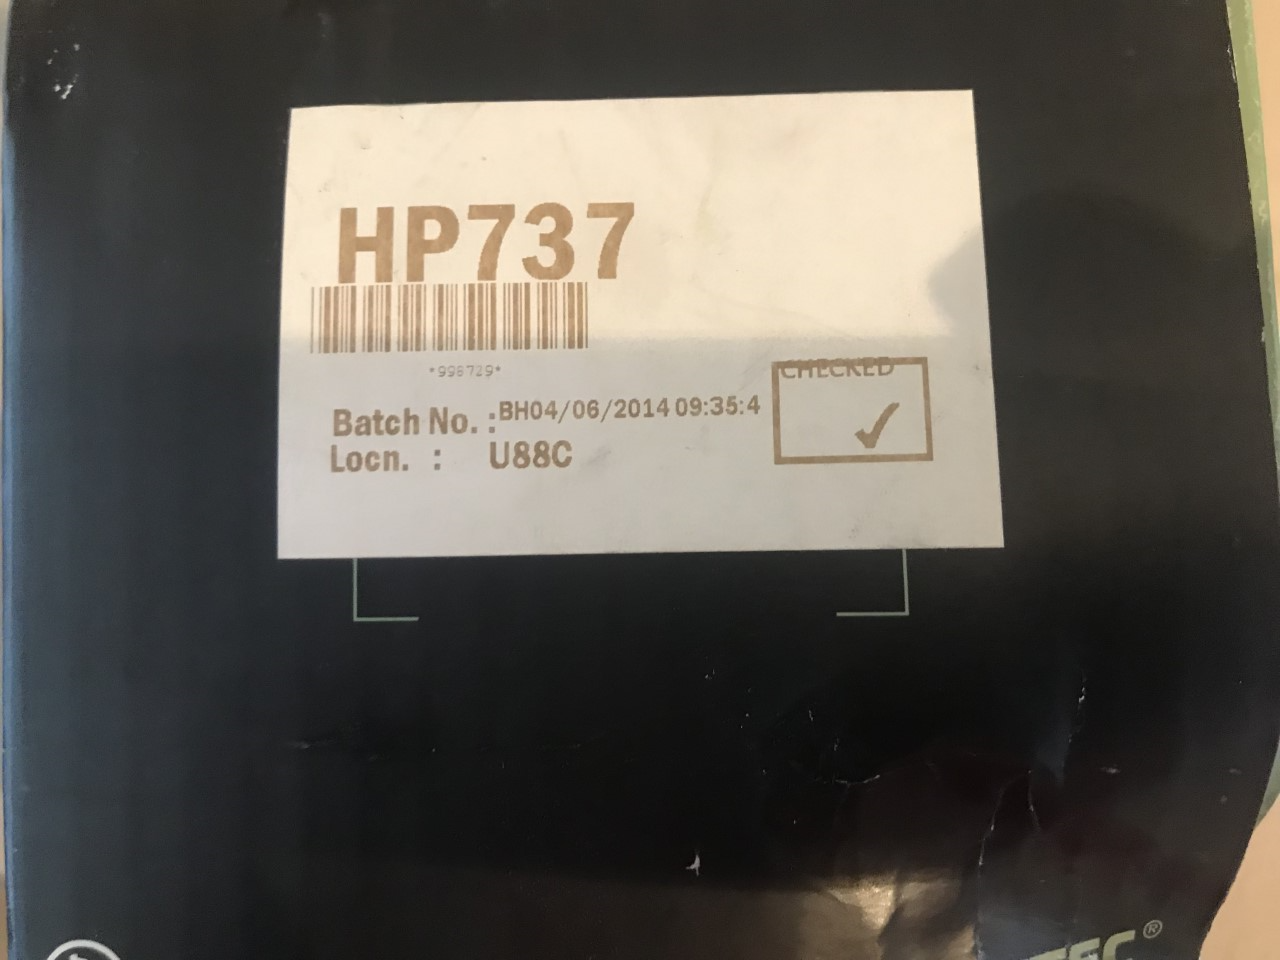 HP737
*998729*
CHECKED
Batch No. : BH04/06/2014 09:35:4
Locn. : U88C
®